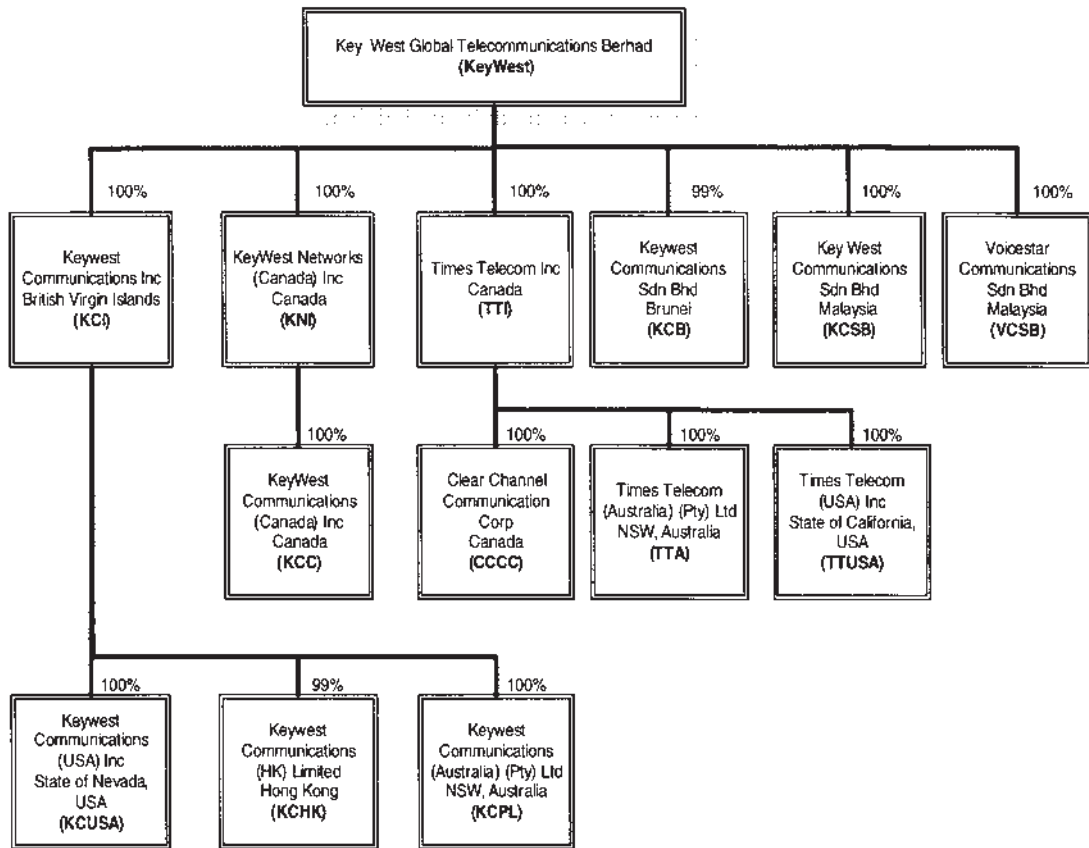 Key West Global Telecommunications Berhad
(KeyWest)
100%
100%
100%
99%
100%
100%
Keywest
Communications Inc
British Virgin Islands
(KCI)
KeyWest Networks
(Canada) Inc
Canada
(KNI)
Times Telecom Inc
Canada
(TTI)
Keywest
Communications
Sdn Bhd
Brunei
(KCB)
Key West
Communications
Sdn Bhd
Malaysia
(KCSB)
Voicestar
Communications
Sdn Bhd
Malaysia
(VCSB)
100%
100%
100%
100%
KeyWest
Communications
(Canada) Inc
Canada
(KCC)
Clear Channel
Communication
Corp
Canada
(CCCC)
Times Telecom
(Australia) (Pty) Ltd
NSW, Australia
(TTA)
Times Telecom
(USA) Inc
State of California,
USA
(TTUSA)
100%
99%
100%
Keywest
Communications
(USA) Inc
State of Nevada,
USA
(KCUSA)
Keywest
Communications
(HK) Limited
Hong Kong
(KCHK)
Keywest
Communications
(Australia) (Pty) Ltd
NSW, Australia
(KCPL)